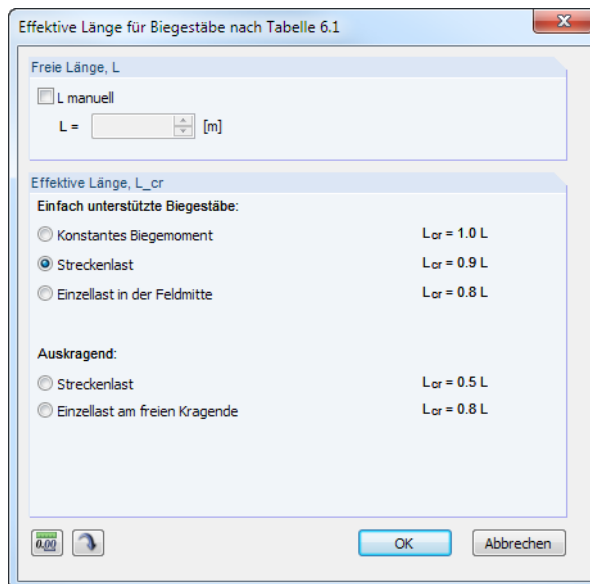 Effektive Länge für Biegestäbe nach Tabelle 6.1
Freie Länge, L
L manuell
L = [m]
Effektive Länge, L_cr
Einfach unterstützte Biegestäbe:
Konstantes Biegemoment Lcr = 1.0 L
Streckenlast Lcr = 0.9 L
Einzellast in der Feldmitte Lcr = 0.8 L
Auskragend:
Streckenlast Lcr = 0.5 L
Einzellast am freien Kragende Lcr = 0.8 L
0.00 OK Abbrechen